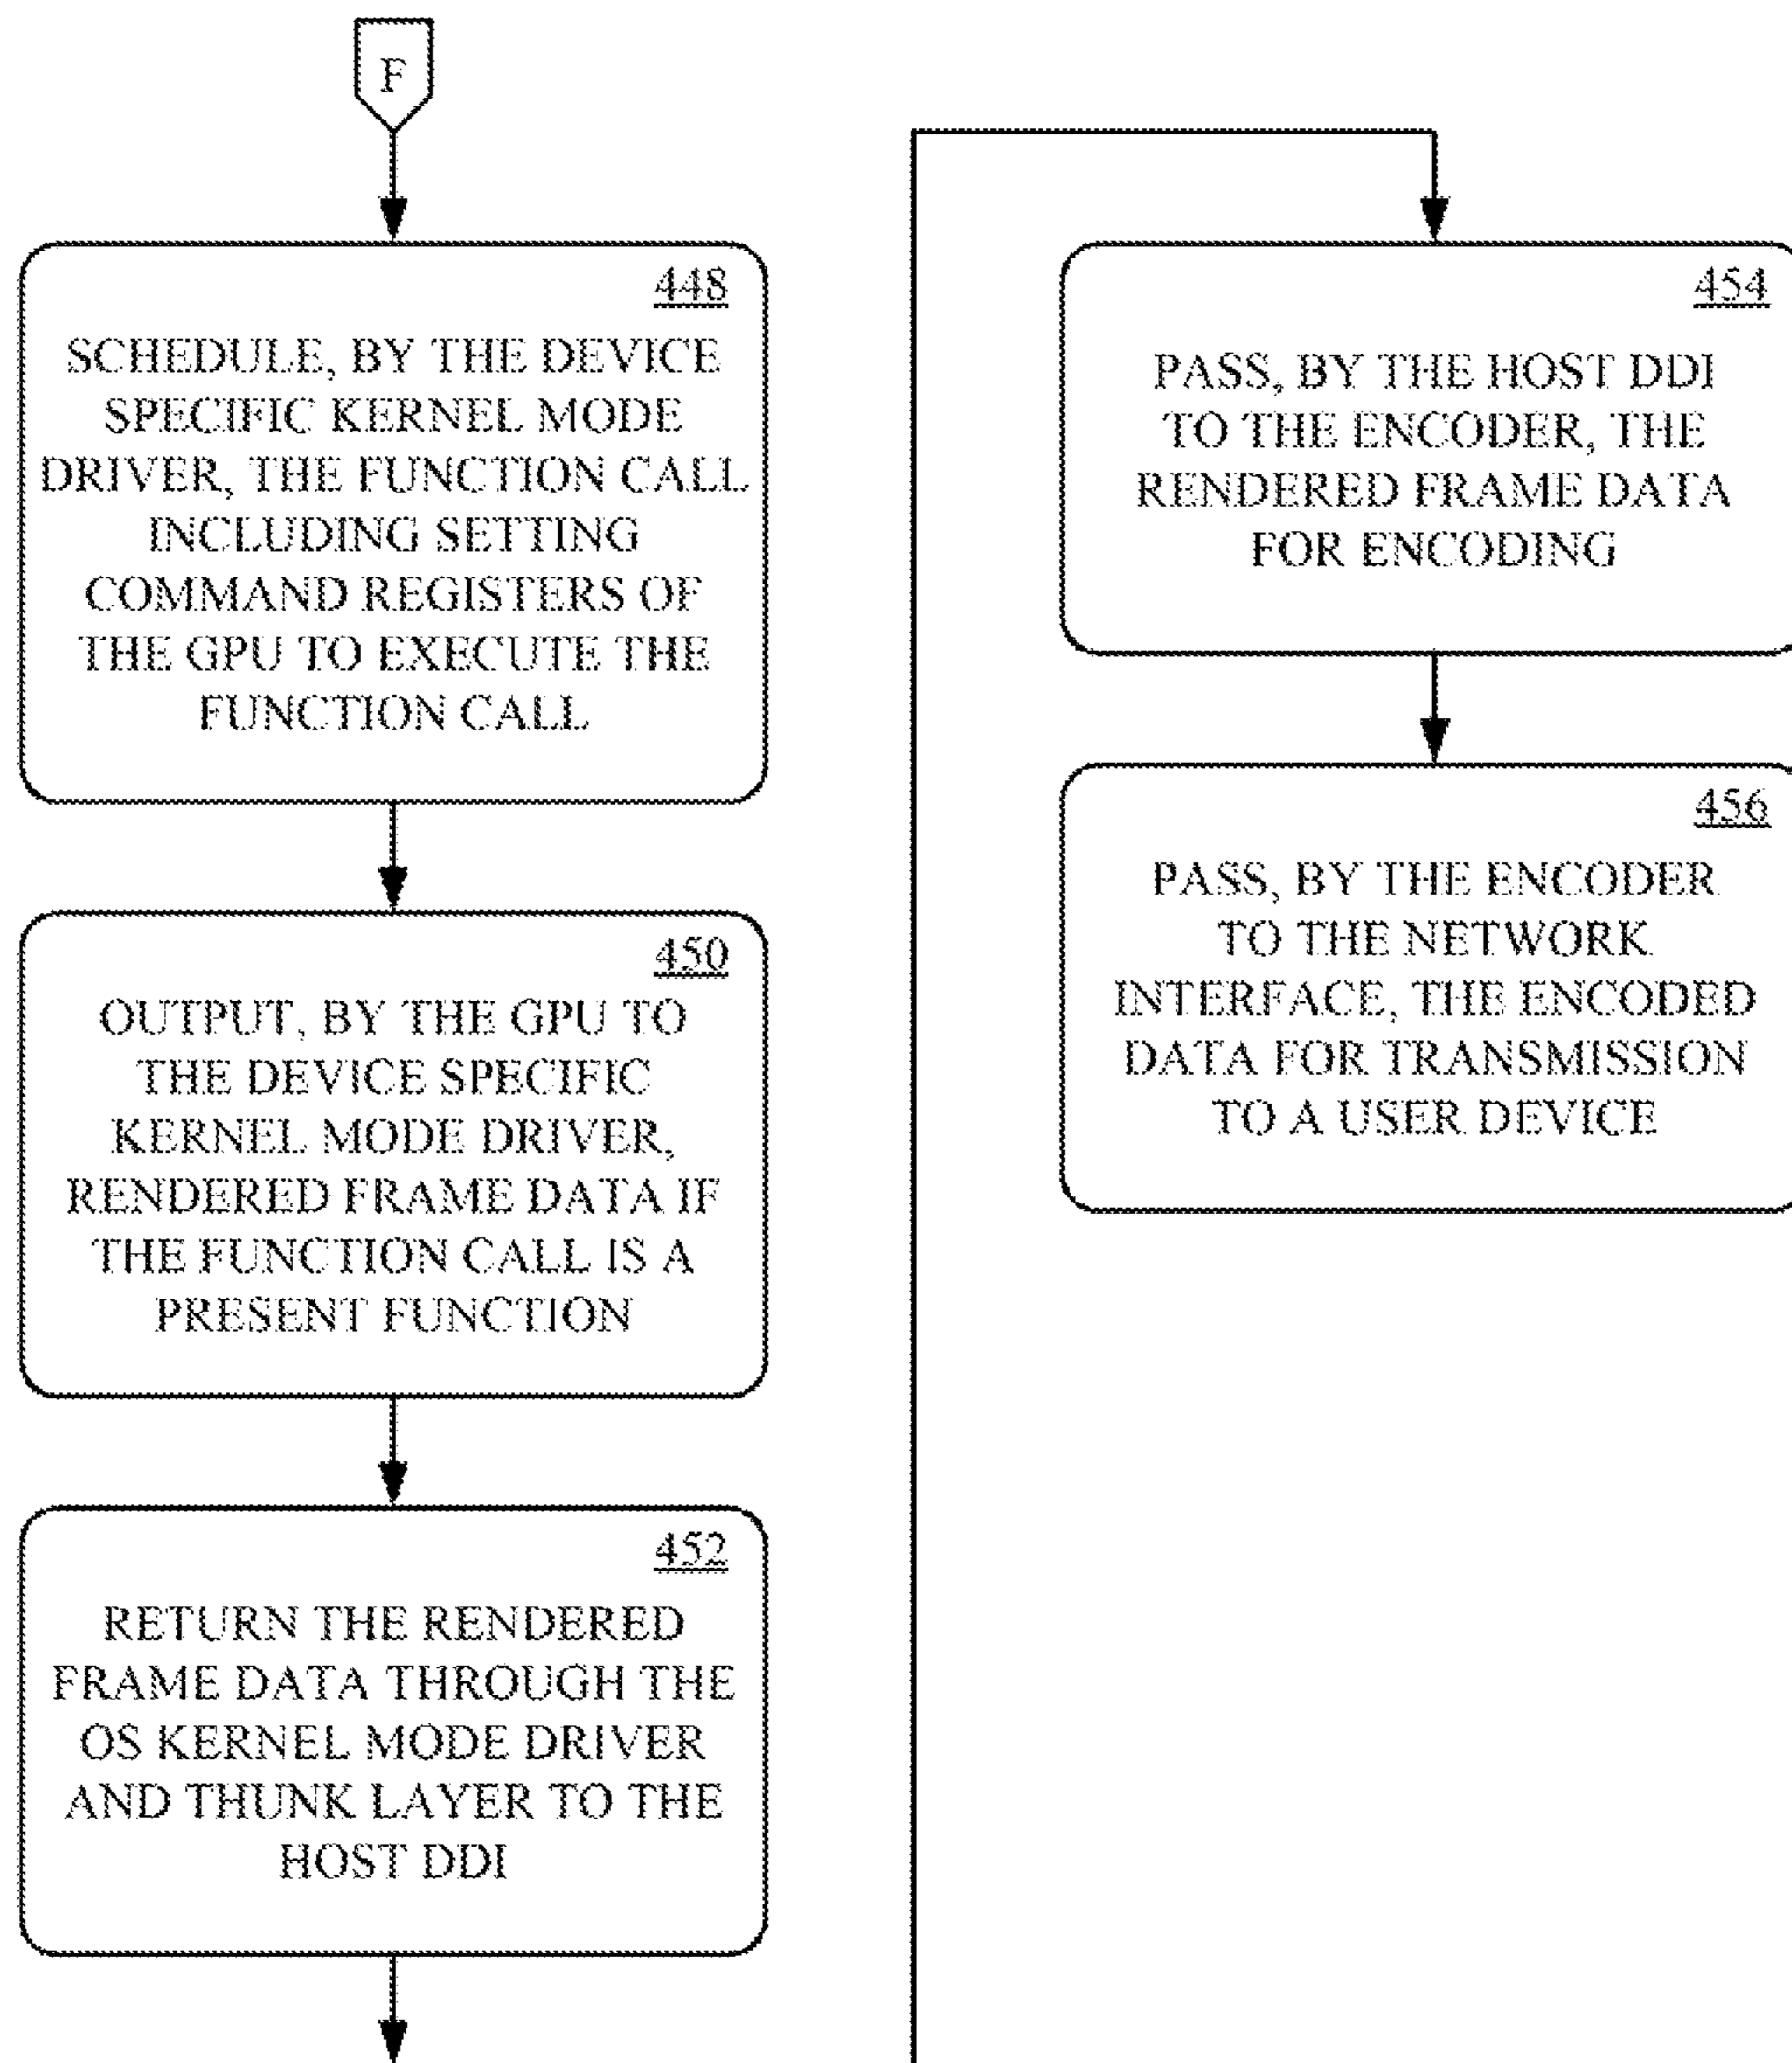 F
448
SCHEDULE, BY THE DEVICE
SPECIFIC KERNEL MODE
DRIVER, THE FUNCTION CALL
INCLUDING SETTING
COMMAND REGISTERS OF
THE GPU TO EXECUTE THE
FUNCTION CALL
450
OUTPUT, BY THE GPU TO
THE DEVICE SPECIFIC
KERNEL MODE DRIVER,
RENDERED FRAME DATA IF
THE FUNCTION CALL IS A
PRESENT FUNCTION
452
RETURN THE RENDERED
FRAME DATA THROUGH THE
OS KERNEL MODE DRIVER
AND THUNK LAYER TO THE
HOST DDI
454
PASS, BY THE HOST DDI
TO THE ENCODER, THE
RENDERED FRAME DATA
FOR ENCODING
456
PASS, BY THE ENCODER
TO THE NETWORK
INTERFACE, THE ENCODED
DATA FOR TRANSMISSION
TO A USER DEVICE